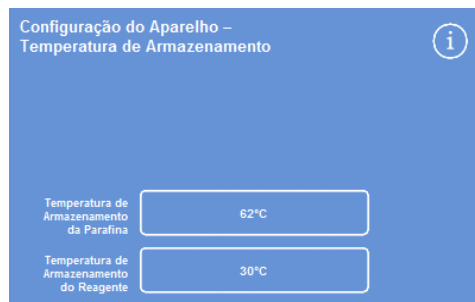 Configuração do Aparelho –
Temperatura de Armazenamento
i
Temperatura de
Armazenamento
da Parafina
62°C
Temperatura de
Armazenamento
do Reagente
30°C